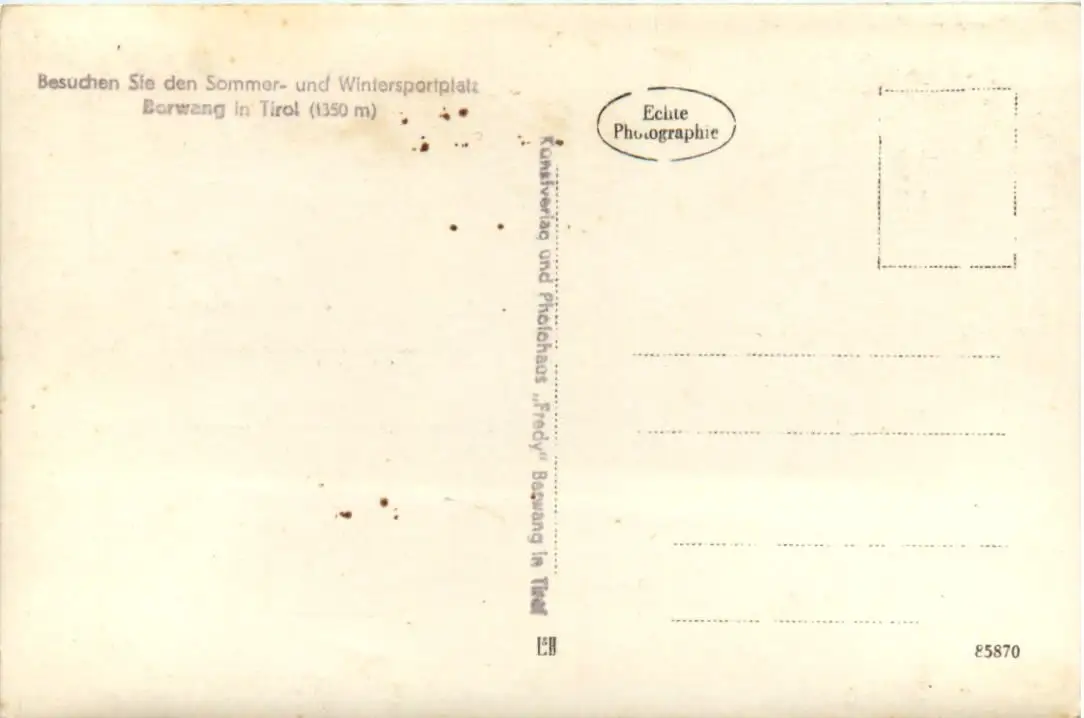 Besuchen Sie den Sommer- und Wintersportplatz
Berwang in Tirol (1350 m)
Echte
Photographie
Kunstverlag und Photohaus „Fredy“ Berwang in Tirol
85870